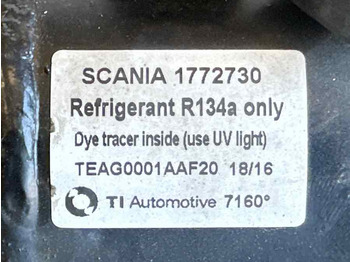 SCANIA 1772730
Refrigerant R134a only
Dye tracer inside (use UV light)
TEAG0001AAF20 18/16
TI Automotive 7160°